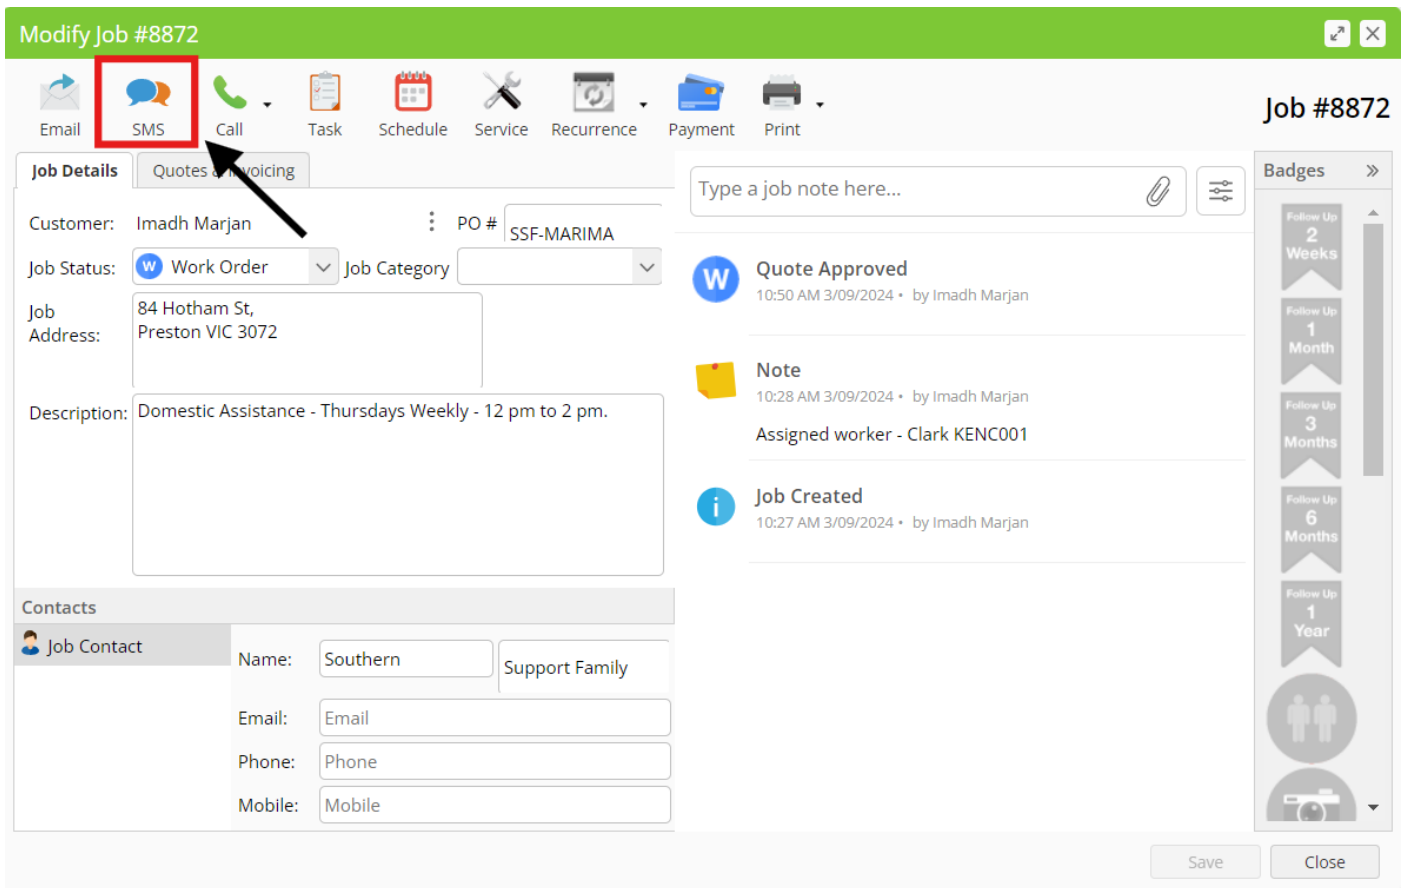 Modify Job #8872
Email
SMS
Call
Task
Schedule
Service
Recurrence
Payment
Print
Job #8872
Job Details
Quotes & Invoicing
Customer: Imadh Marjan
PO # SSF-MARIMA
Job Status: W Work Order
Job Category
Job Address:
84 Hotham St,
Preston VIC 3072
Description: Domestic Assistance - Thursdays Weekly - 12 pm to 2 pm.
Contacts
Job Contact
Name: Southern Support Family
Email: Email
Phone: Phone
Mobile: Mobile
Type a job note here...
W
Quote Approved
10:50 AM 3/09/2024 • by Imadh Marjan
Note
10:28 AM 3/09/2024 • by Imadh Marjan
Assigned worker - Clark KENC001
i
Job Created
10:27 AM 3/09/2024 • by Imadh Marjan
Badges »
Follow Up
2
Weeks
Follow Up
1
Month
Follow Up
3
Months
Follow Up
6
Months
Follow Up
1
Year
Save
Close